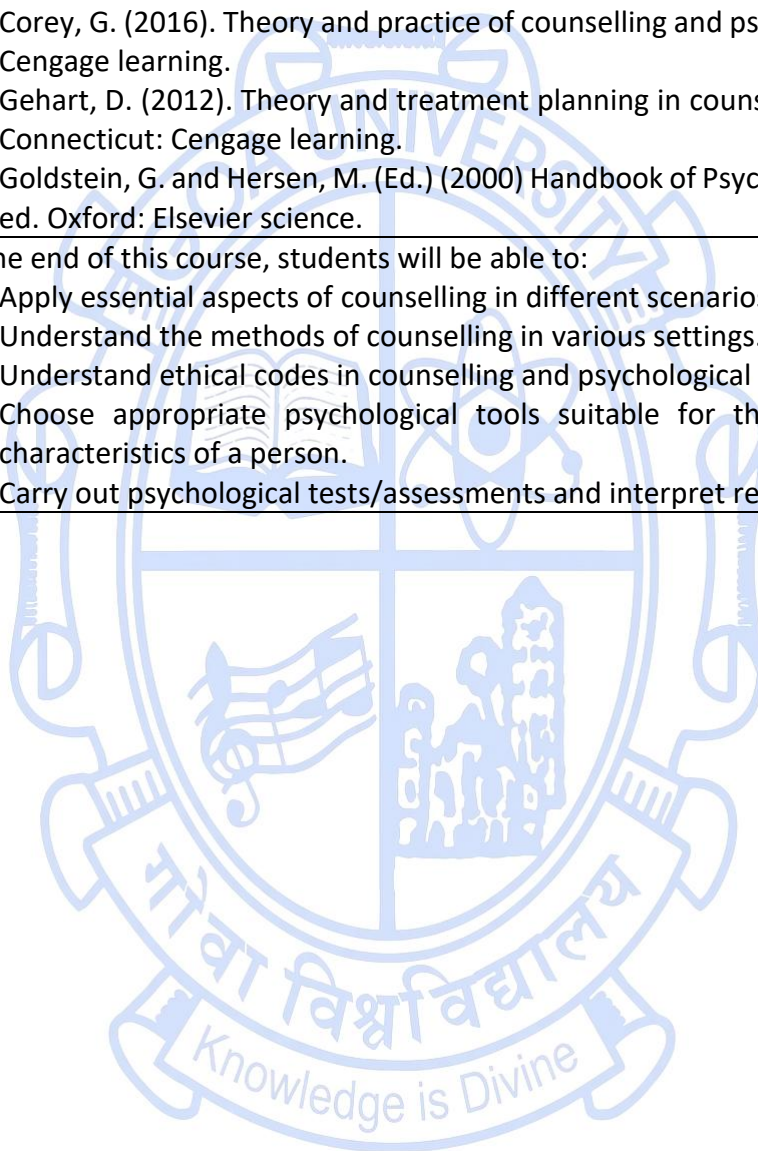 Corey, G. (2016). Theory and practice of counselling and ps
Cengage learning.
Gehart, D. (2012). Theory and treatment planning in couns
Connecticut: Cengage learning.
Goldstein, G. and Hersen, M. (Ed.) (2000) Handbook of Psyc
ed. Oxford: Elsevier science.
he end of this course, students will be able to:
Apply essential aspects of counselling in different scenarios
Understand the methods of counselling in various settings.
Understand ethical codes in counselling and psychological
Choose appropriate psychological tools suitable for th
characteristics of a person.
Carry out psychological tests/assessments and interpret re
GOA UNIVERSITY
गोंवा विश्वविद्यालय
Knowledge is Divine